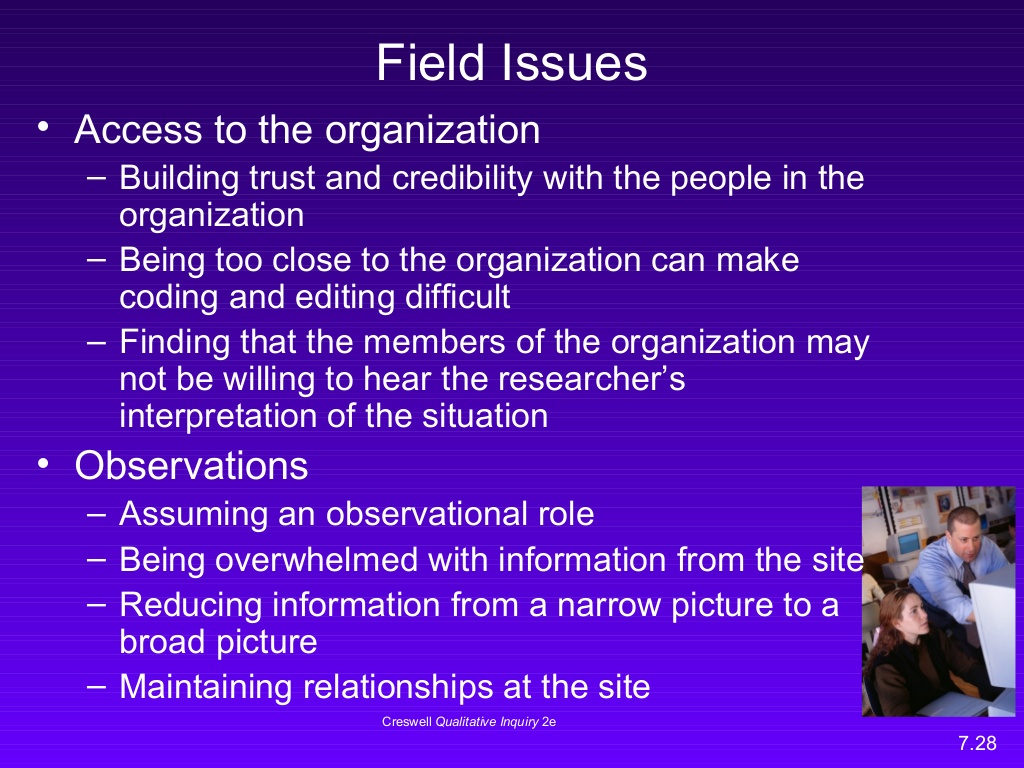 Field Issues
• Access to the organization
– Building trust and credibility with the people in the
organization
– Being too close to the organization can make
coding and editing difficult
– Finding that the members of the organization may
not be willing to hear the researcher’s
interpretation of the situation
• Observations
– Assuming an observational role
– Being overwhelmed with information from the site
– Reducing information from a narrow picture to a
broad picture
– Maintaining relationships at the site
Creswell Qualitative Inquiry 2e
7.28